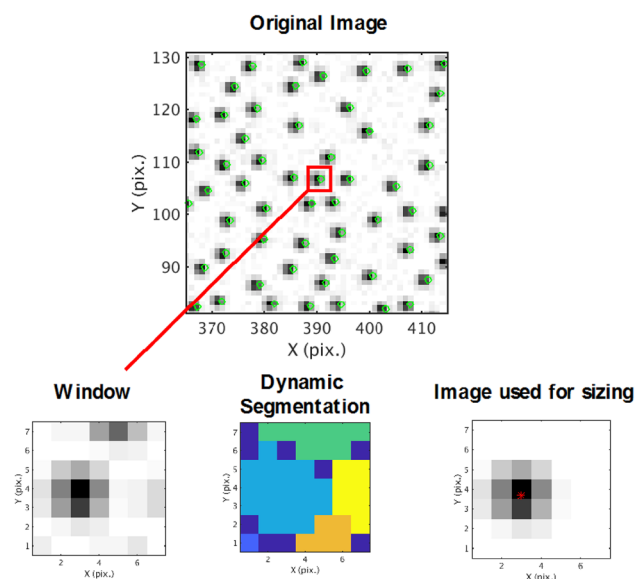 Original Image
130
120
110
100
90
Y (pix.)
370 380 390 400 410
X (pix.)
Window
Dynamic
Segmentation
Image used for sizing
7
6
5
4
3
2
1
Y (pix.)
2 4 6
X (pix.)
7
6
5
4
3
2
1
Y (pix.)
2 4 6
X (pix.)
7
6
5
4
3
2
1
Y (pix.)
2 4 6
X (pix.)